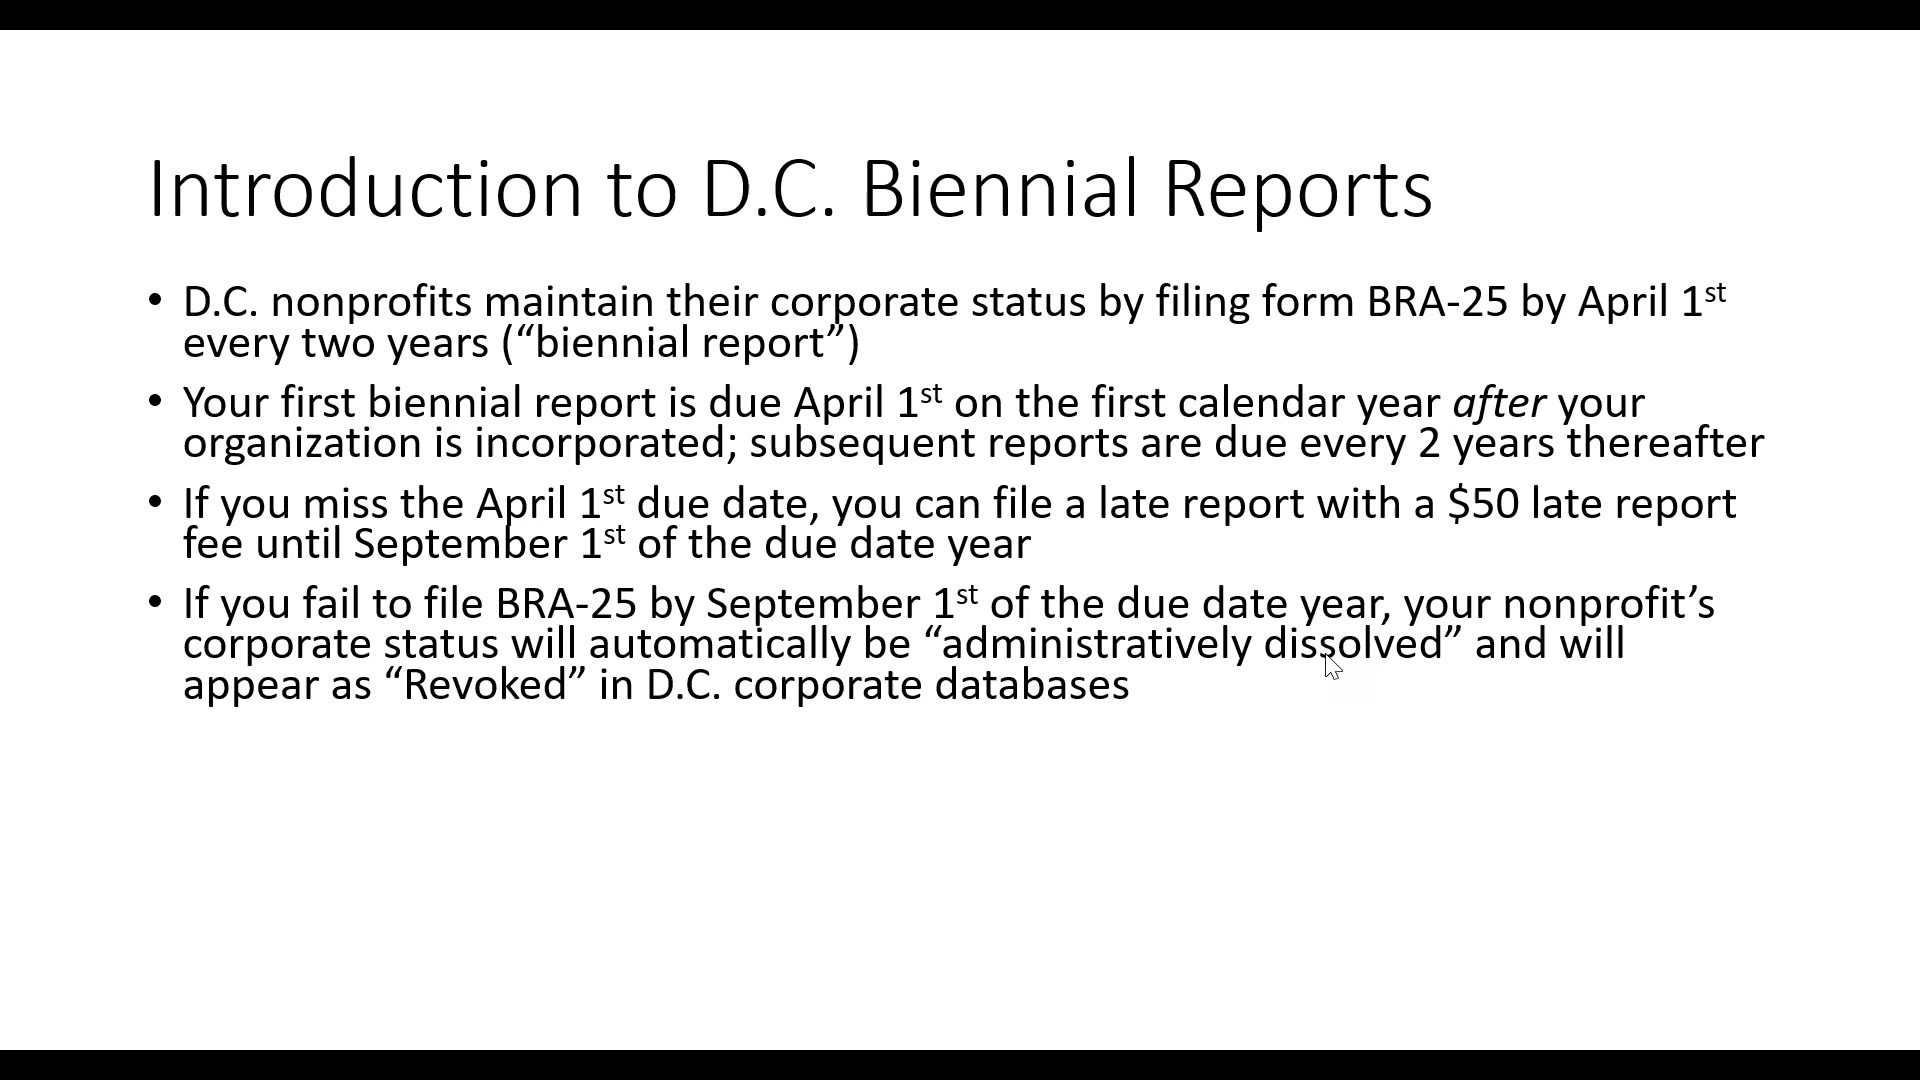 Introduction to D.C. Biennial Reports
• D.C. nonprofits maintain their corporate status by filing form BRA-25 by April 1st
every two years (“biennial report”)
• Your first biennial report is due April 1st on the first calendar year after your
organization is incorporated; subsequent reports are due every 2 years thereafter
• If you miss the April 1st due date, you can file a late report with a $50 late report
fee until September 1st of the due date year
• If you fail to file BRA-25 by September 1st of the due date year, your nonprofit’s
corporate status will automatically be “administratively dissolved” and will
appear as “Revoked” in D.C. corporate databases